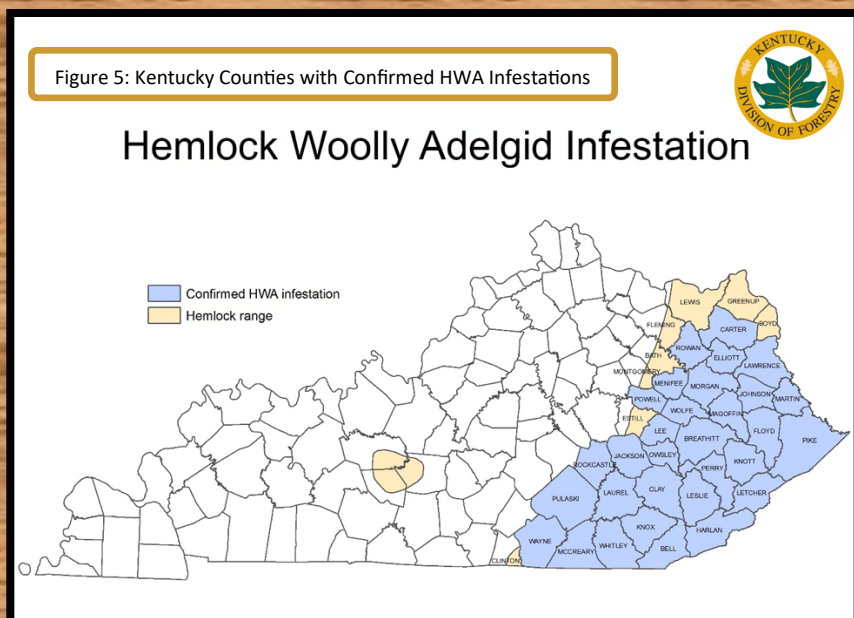 Figure 5: Kentucky Counties with Confirmed HWA Infestations
KENTUCKY
DIVISION OF FORESTRY
Hemlock Woolly Adelgid Infestation
Confirmed HWA infestation
Hemlock range
LEWIS
GREENUP
FLEMING
CARTER
BOYD
ROWAN
BATH
ELLIOTT
LAWRENCE
MONTGOMERY
MENIFEE
MORGAN
POWELL
JOHNSON
MARTIN
WOLFE
MAGOFFIN
ESTILL
LEE
FLOYD
BREATHITT
PIKE
JACKSON
OWSLEY
ROCKCASTLE
KNOTT
PERRY
PULASKI
LAUREL
CLAY
LESLIE
LETCHER
KNOX
HARLAN
WAYNE
MCCREARY
WHITLEY
BELL
CLINTON